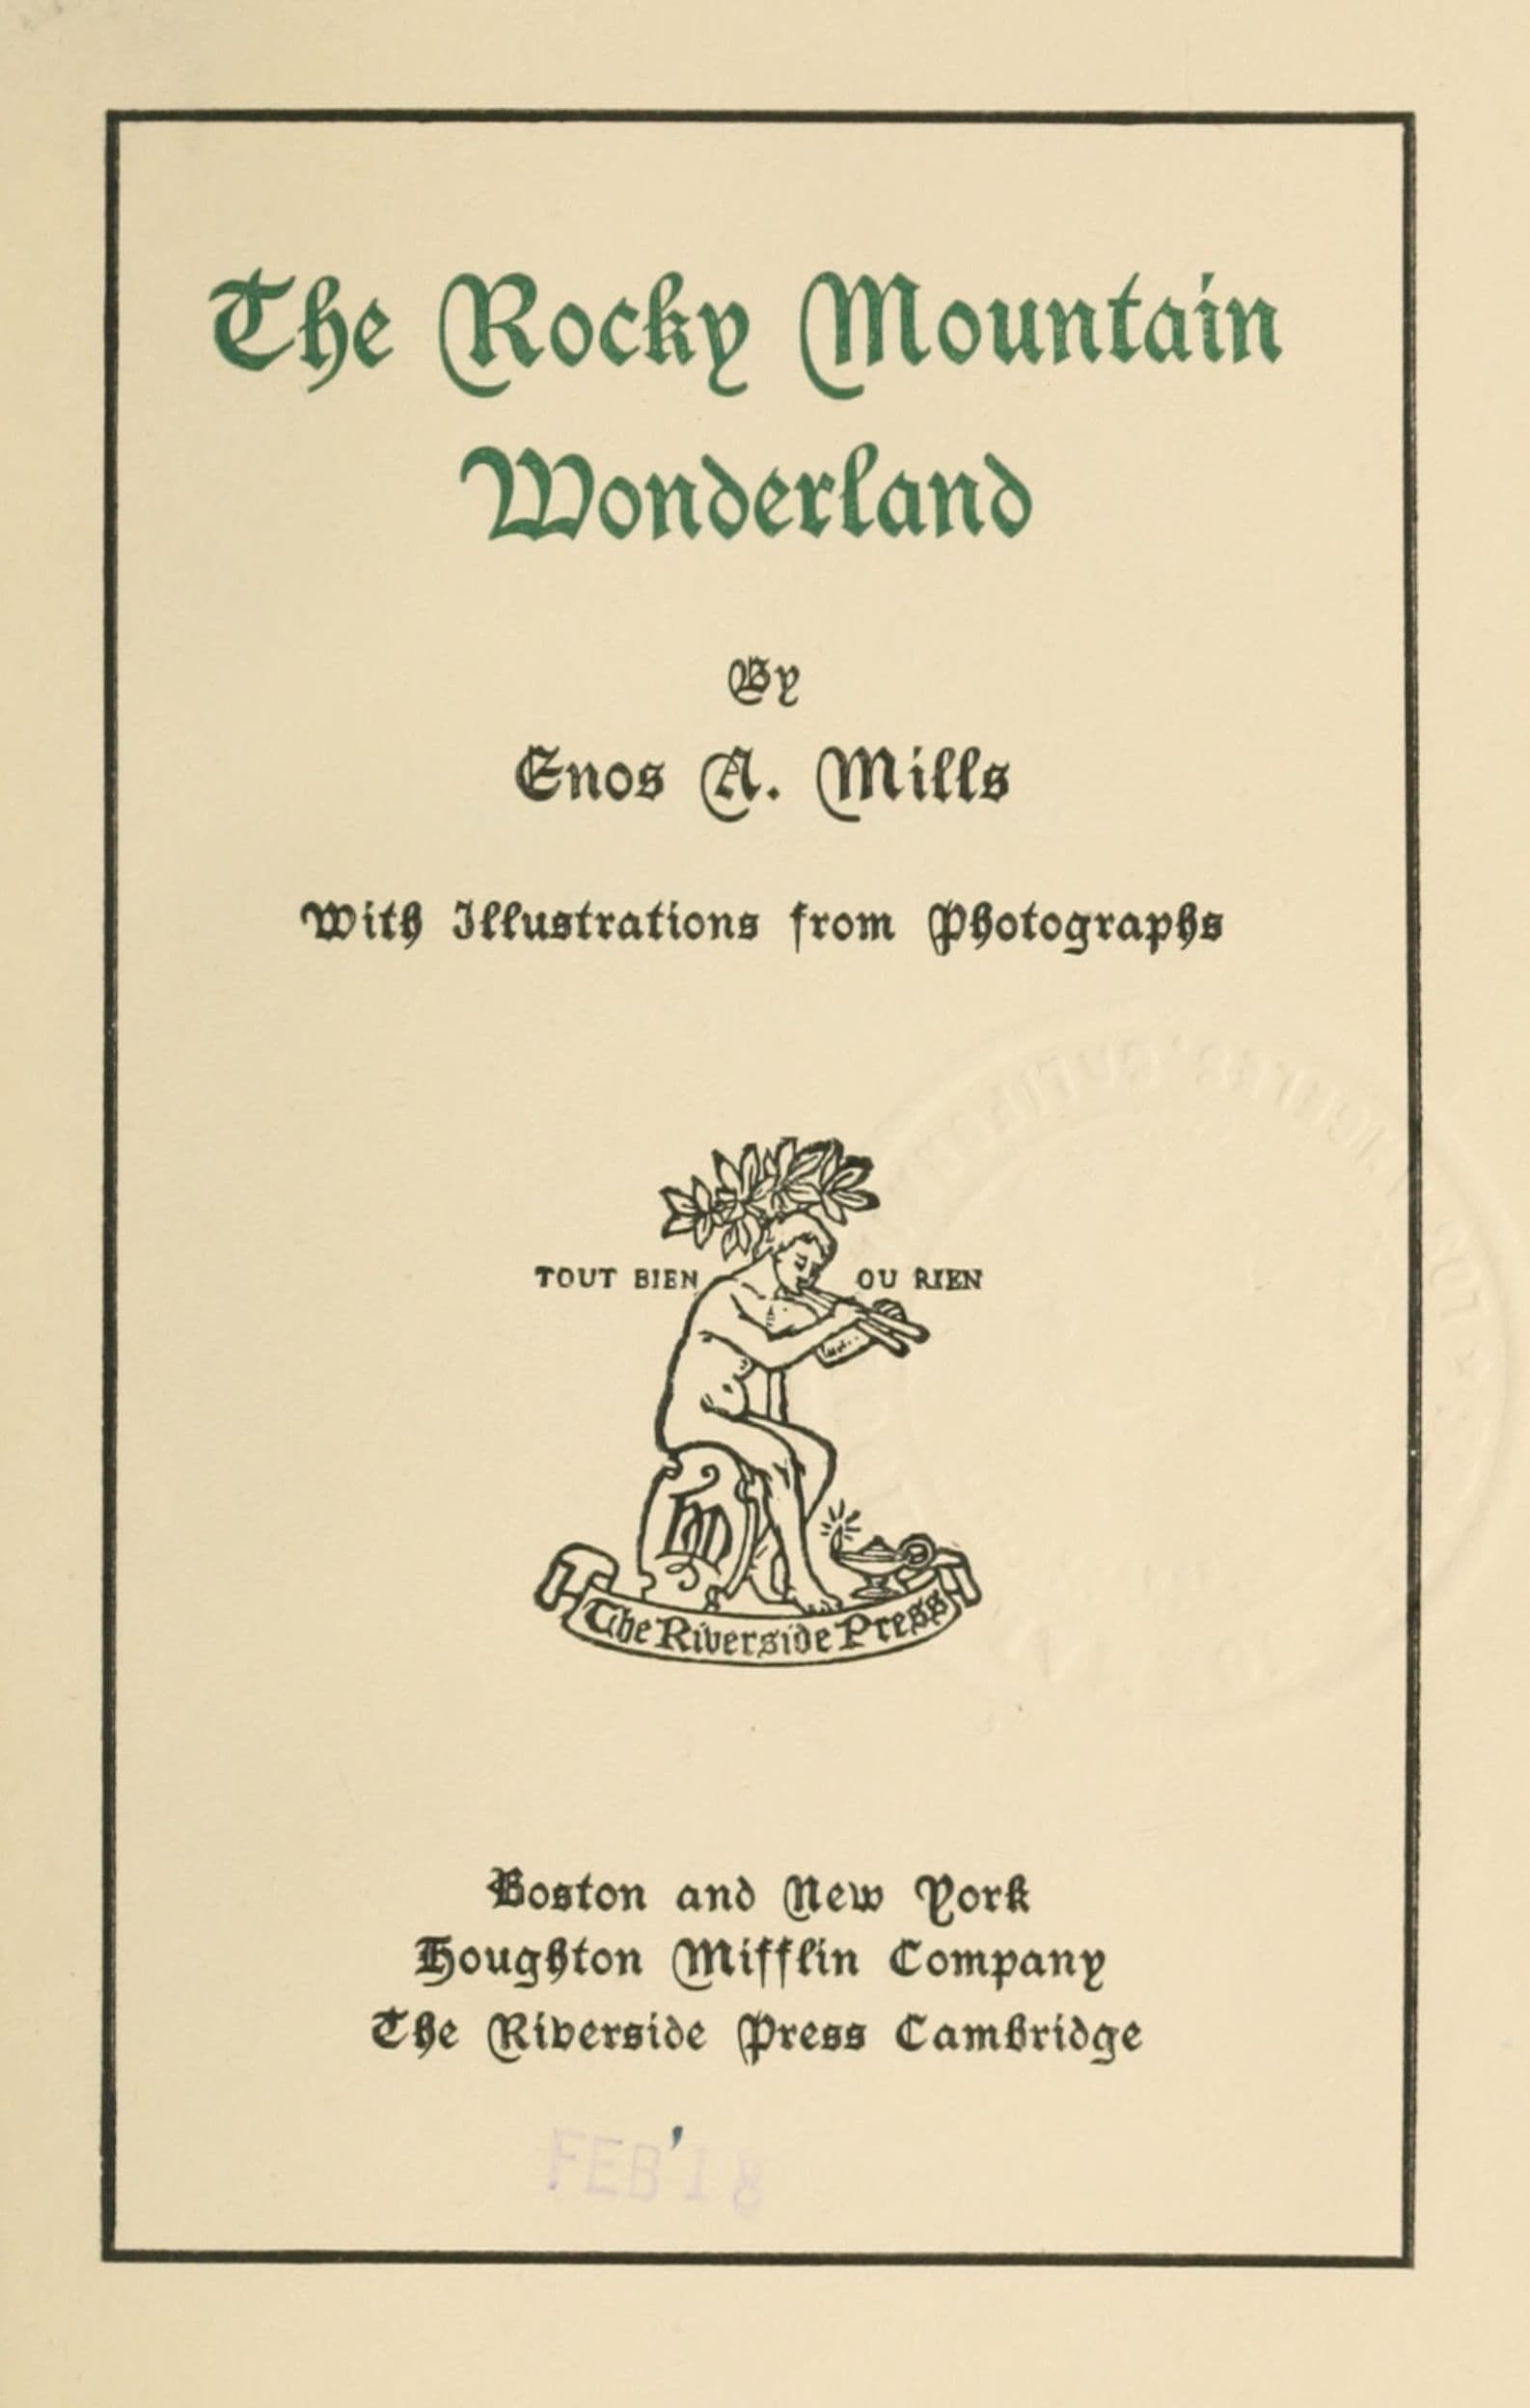 The Rocky Mountain
Wonderland
By
Enos A. Mills
With Illustrations from Photographs
TOUT BIEN OU RIEN
The Riverside Press
Boston and New York
Houghton Mifflin Company
The Riverside Press Cambridge
FEB '18